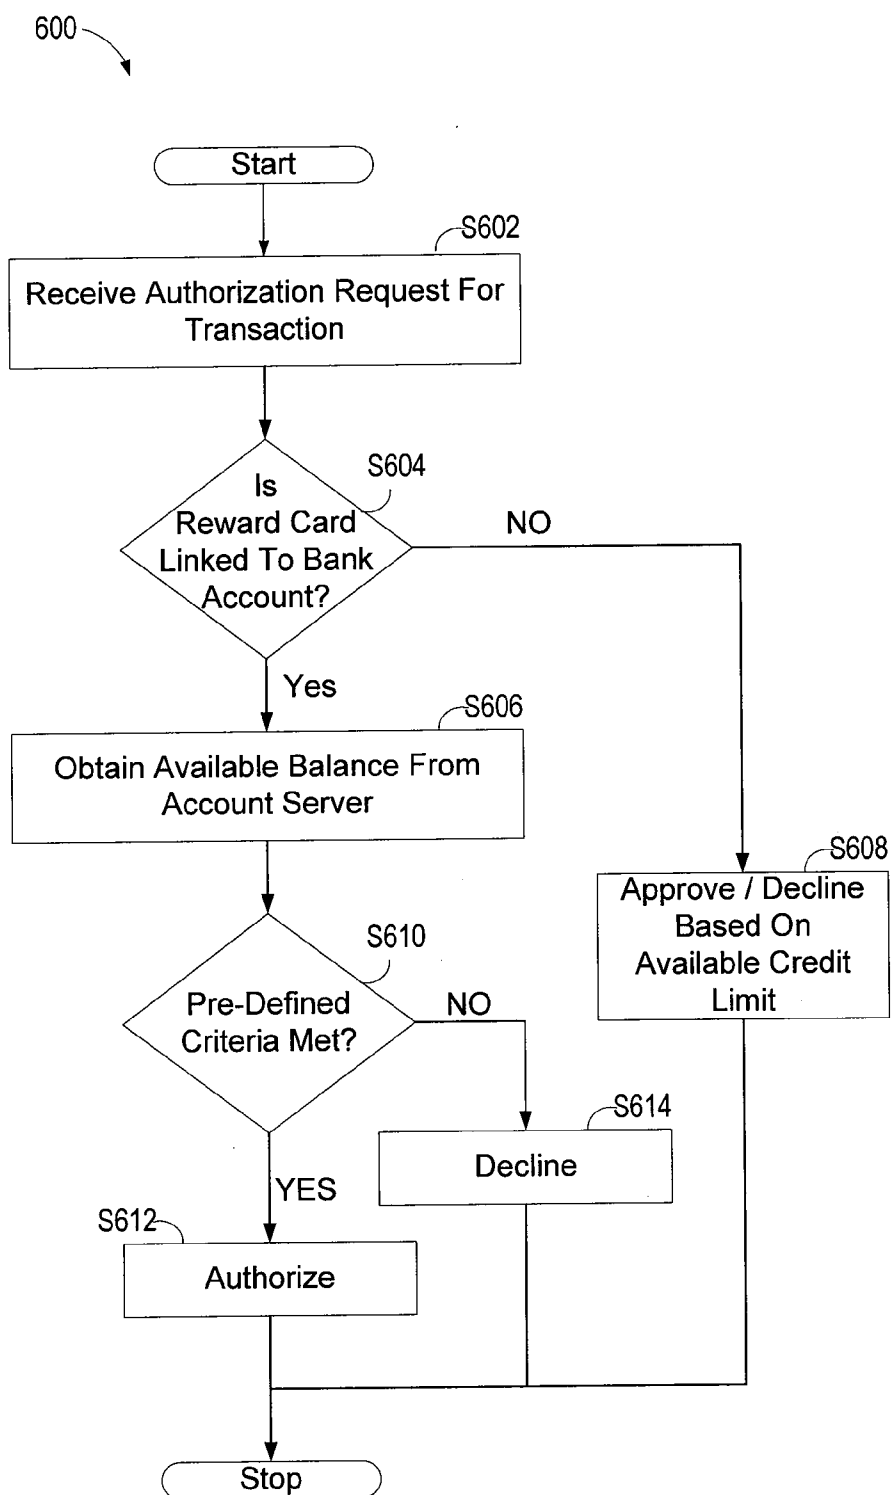 600
Start
S602
Receive Authorization Request For
Transaction
S604
Is
Reward Card
Linked To Bank
Account?
NO
Yes
S606
Obtain Available Balance From
Account Server
S608
Approve / Decline
Based On
Available Credit
Limit
S610
Pre-Defined
Criteria Met?
NO
S614
Decline
YES
S612
Authorize
Stop